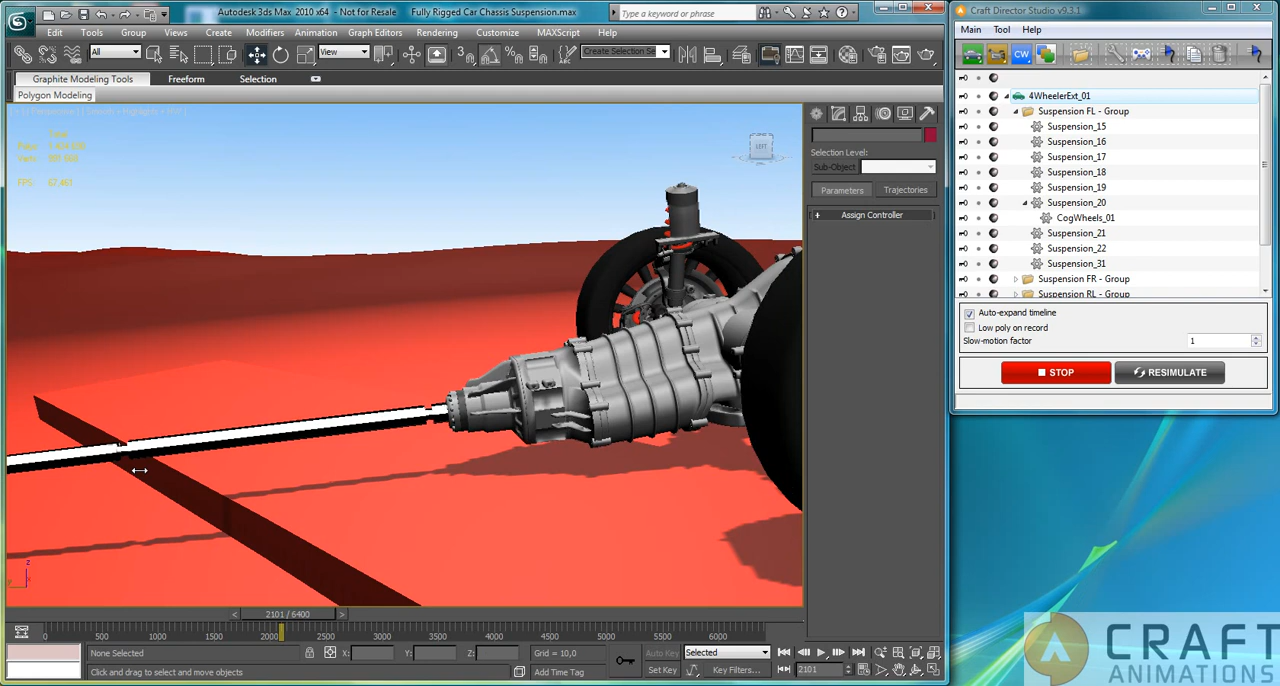 Autodesk 3ds Max 2010 x64 - Not for Resale Fully Rigged Car Chassis Suspension.max
Type a keyword or phrase
Edit Tools Group Views Create Modifiers Animation Graph Editors Rendering Customize MAXScript Help
All View Create Selection Se
Graphite Modeling Tools Freeform Selection
Polygon Modeling
Total
FPS: 67,461
LEFT
Selection Level:
Sub-Object
Parameters Trajectories
+ Assign Controller
z
y
x
< 2101 / 6400 >
0 500 1000 1500 2000 2500 3000 3500 4000 4500 5000 5500 6000
None Selected X: Y: Z: Grid = 10,0 Auto Key Selected
Click and drag to select and move objects Add Time Tag Set Key Key Filters... 2101
Craft Director Studio v9.3.1
Main Tool Help
CW
4WheelerExt_01
Suspension FL - Group
Suspension_15
Suspension_16
Suspension_17
Suspension_18
Suspension_19
Suspension_20
CogWheels_01
Suspension_21
Suspension_22
Suspension_31
Suspension FR - Group
Suspension RL - Group
Auto-expand timeline
Low poly on record
Slow-motion factor 1
STOP RESIMULATE
CRAFT
ANIMATIONS